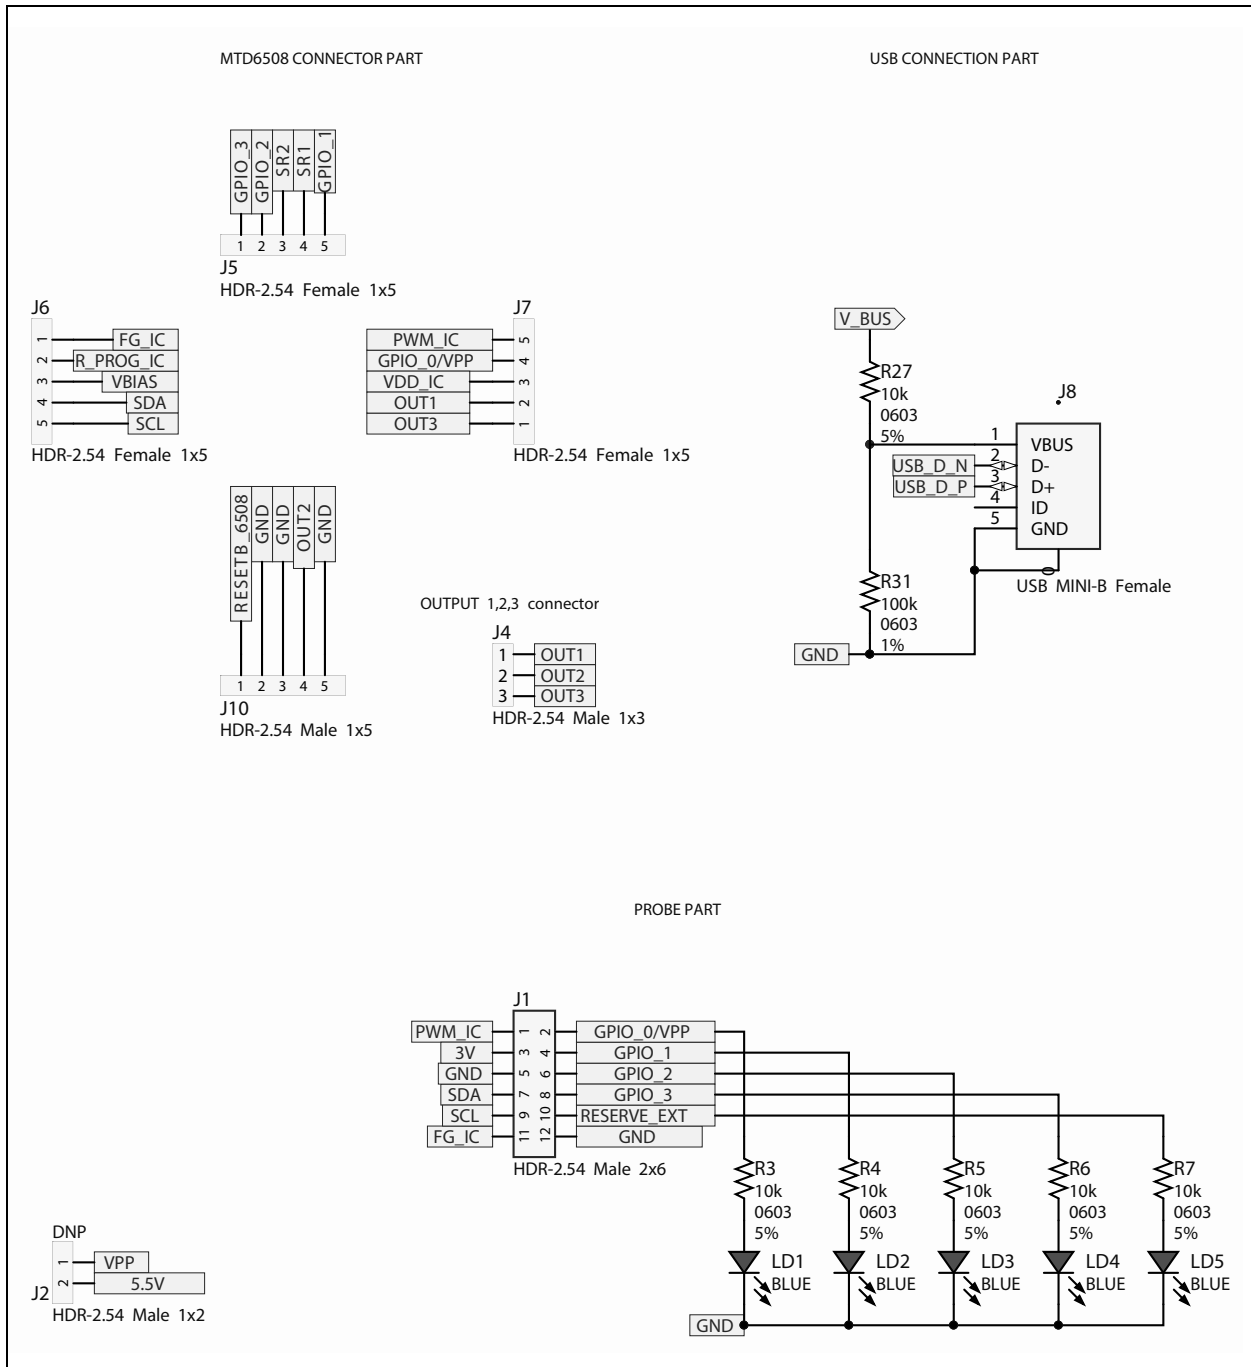 MTD6508 CONNECTOR PART
USB CONNECTION PART
GPIO_3
GPIO_2
SR2
SR1
GPIO_1
1 2 3 4 5
J5
HDR-2.54 Female 1x5
J6
1 FG_IC
2 R_PROG_IC
3 VBIAS
4 SDA
5 SCL
HDR-2.54 Female 1x5
J7
PWM_IC 5
GPIO_0/VPP 4
VDD_IC 3
OUT1 2
OUT3 1
HDR-2.54 Female 1x5
V_BUS
R27
10k
0603
5%
J8
1 VBUS
USB_D_N 2 D-
USB_D_P 3 D+
4 ID
5 GND
USB MINI-B Female
R31
100k
0603
1%
GND
RESETB_6508
GND
GND
OUT2
GND
1 2 3 4 5
J10
HDR-2.54 Male 1x5
OUTPUT 1,2,3 connector
J4
1 OUT1
2 OUT2
3 OUT3
HDR-2.54 Male 1x3
PROBE PART
J1
PWM_IC 1 2 GPIO_0/VPP
3V 3 4 GPIO_1
GND 5 6 GPIO_2
SDA 7 8 GPIO_3
SCL 9 10 RESERVE_EXT
FG_IC 11 12 GND
HDR-2.54 Male 2x6
R3
10k
0603
5%
R4
10k
0603
5%
R5
10k
0603
5%
R6
10k
0603
5%
R7
10k
0603
5%
LD1
BLUE
LD2
BLUE
LD3
BLUE
LD4
BLUE
LD5
BLUE
GND
DNP
1 VPP
2 5.5V
J2
HDR-2.54 Male 1x2